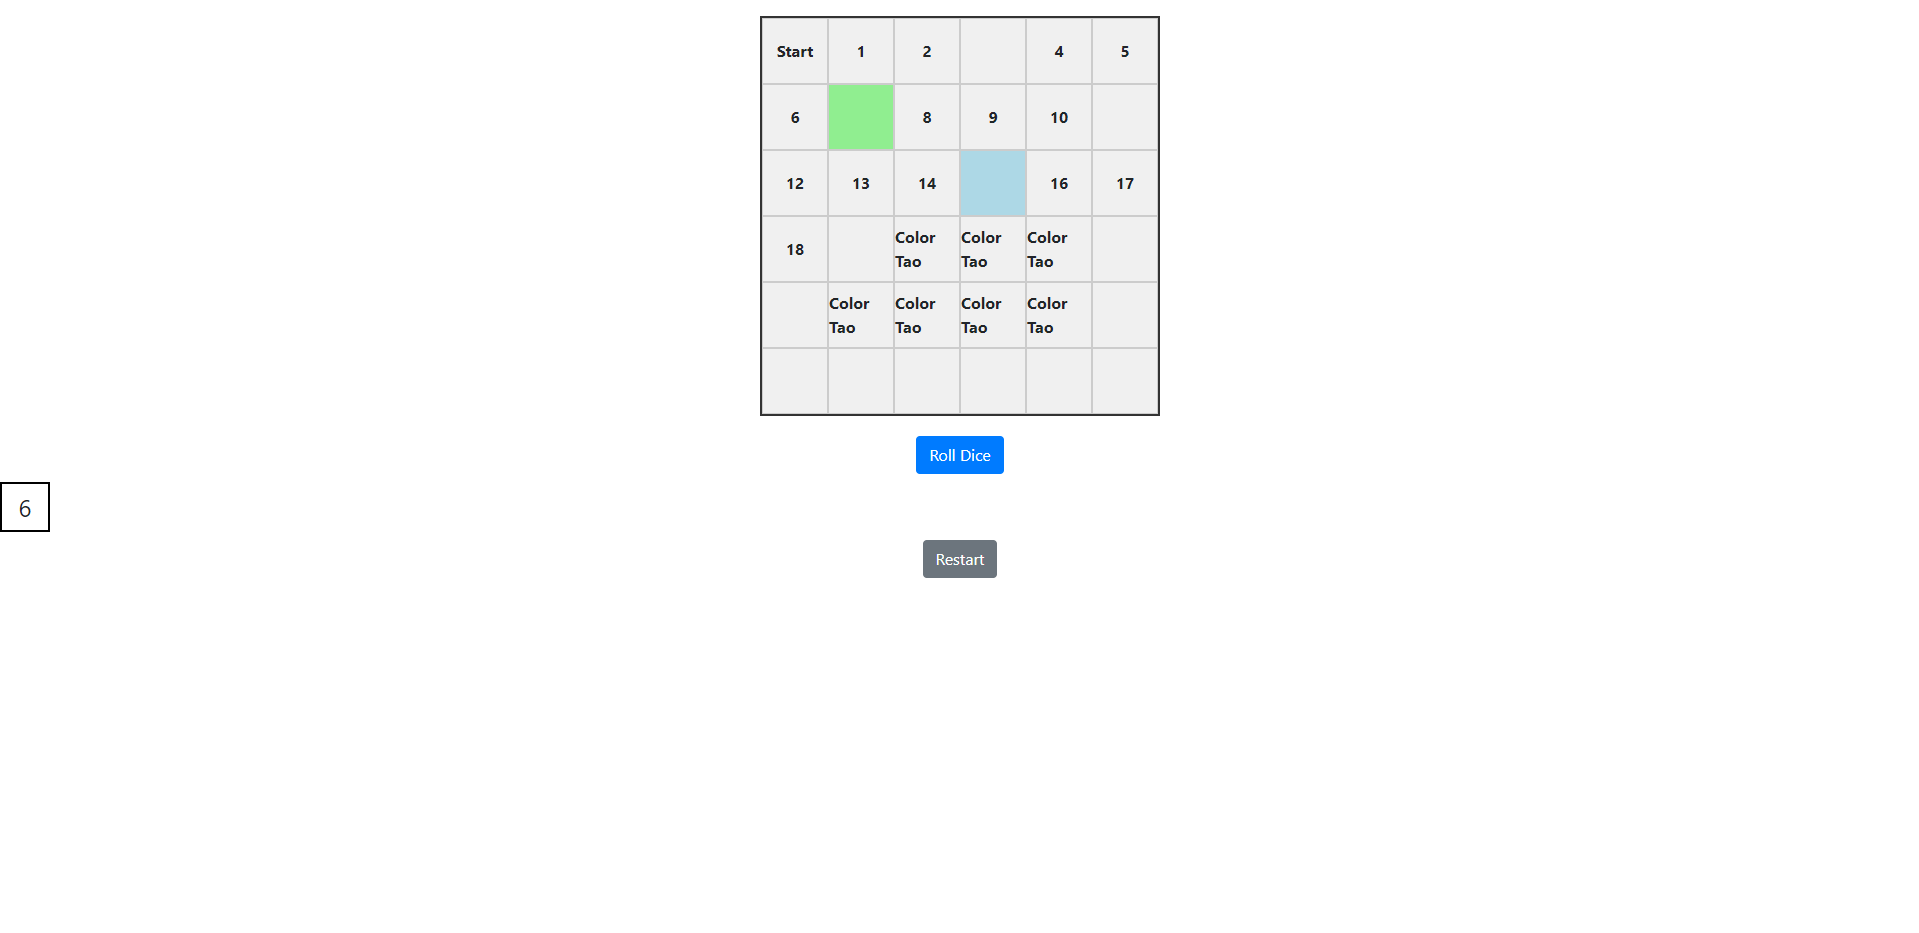 Start 1 2 4 5
6 8 9 10
12 13 14 16 17
18 Color Tao Color Tao Color Tao
Color Tao Color Tao Color Tao Color Tao
Roll Dice
6
Restart